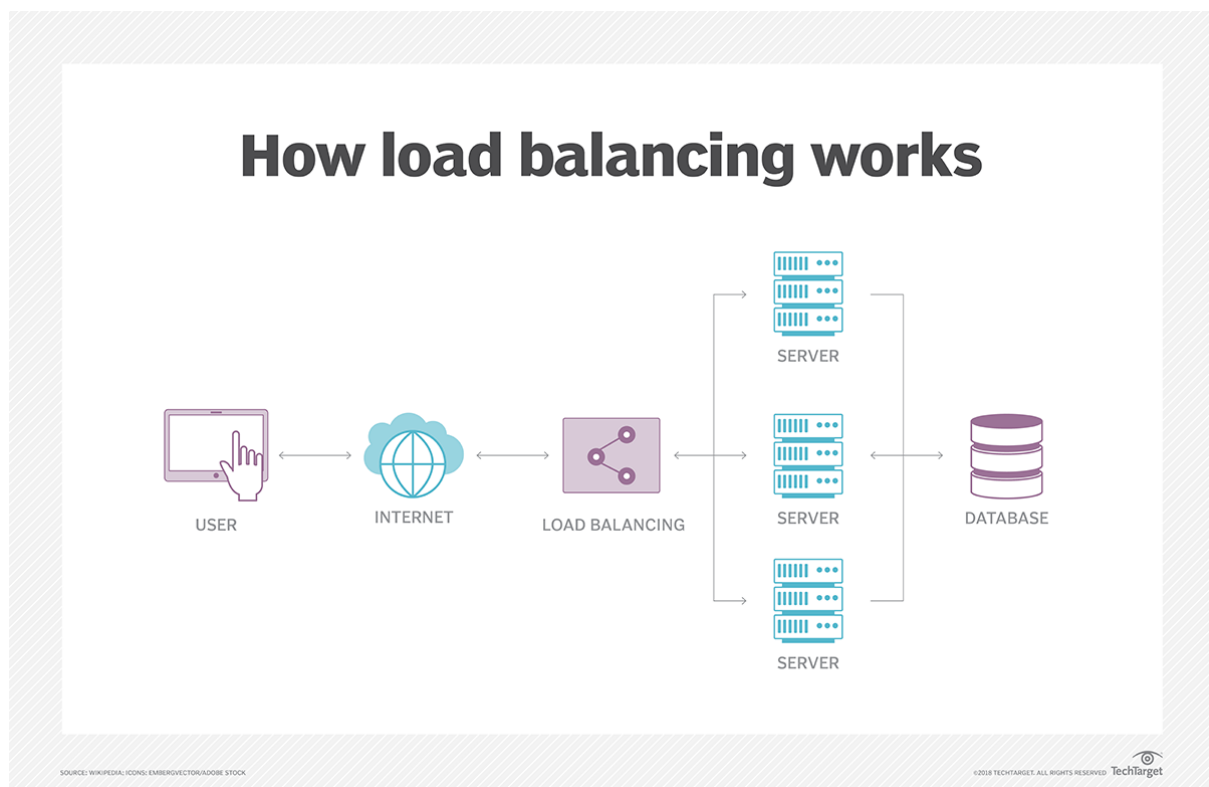 How load balancing works
SERVER
USER
INTERNET
LOAD BALANCING
SERVER
DATABASE
SERVER
SOURCE: WIKIPEDIA; ICONS: EMBERGVECTOR/ADOBE STOCK
©2018 TECHTARGET. ALL RIGHTS RESERVED TechTarget